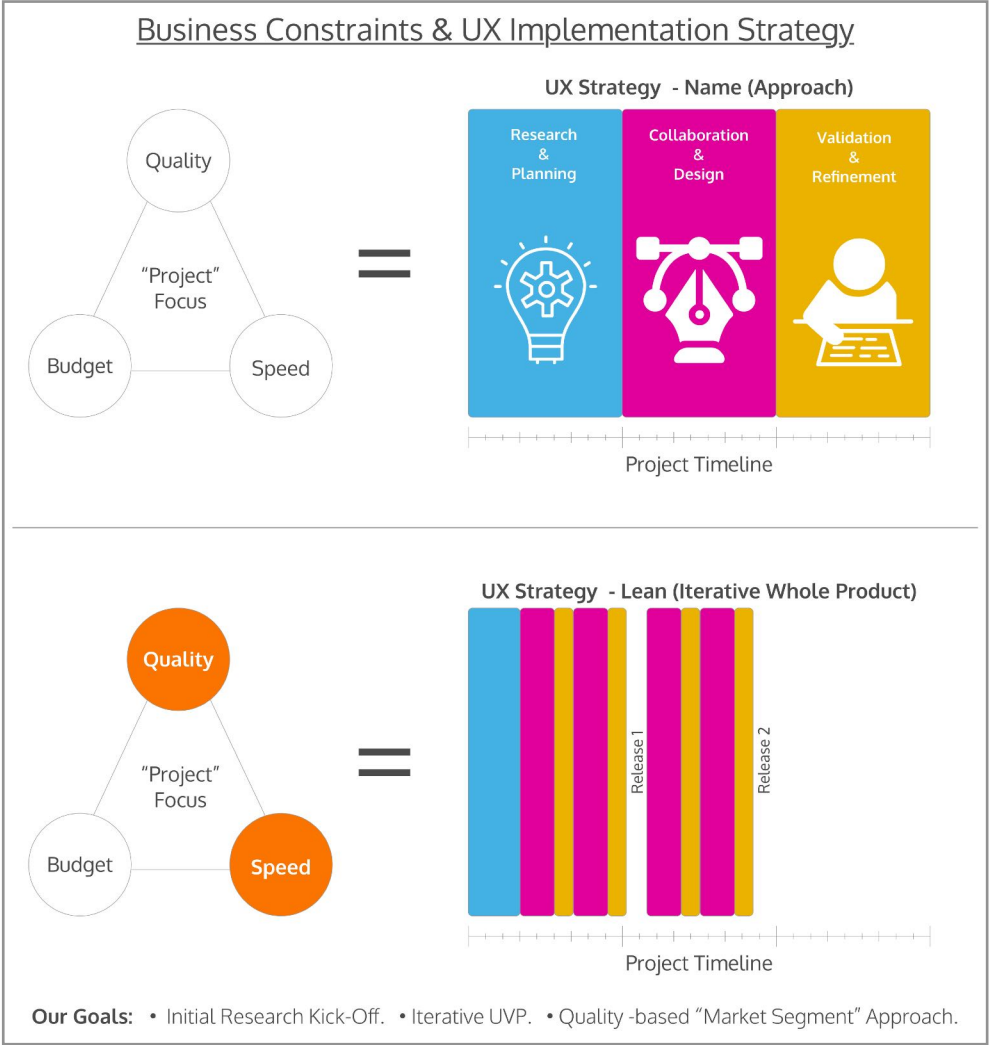 Business Constraints & UX Implementation Strategy
UX Strategy - Name (Approach)
Quality
"Project"
Focus
Budget
Speed
Research
&
Planning
Collaboration
&
Design
Validation
&
Refinement
Project Timeline
UX Strategy - Lean (Iterative Whole Product)
Quality
"Project"
Focus
Budget
Speed
Release 1
Release 2
Project Timeline
Our Goals: • Initial Research Kick-Off. • Iterative UVP. • Quality -based "Market Segment" Approach.